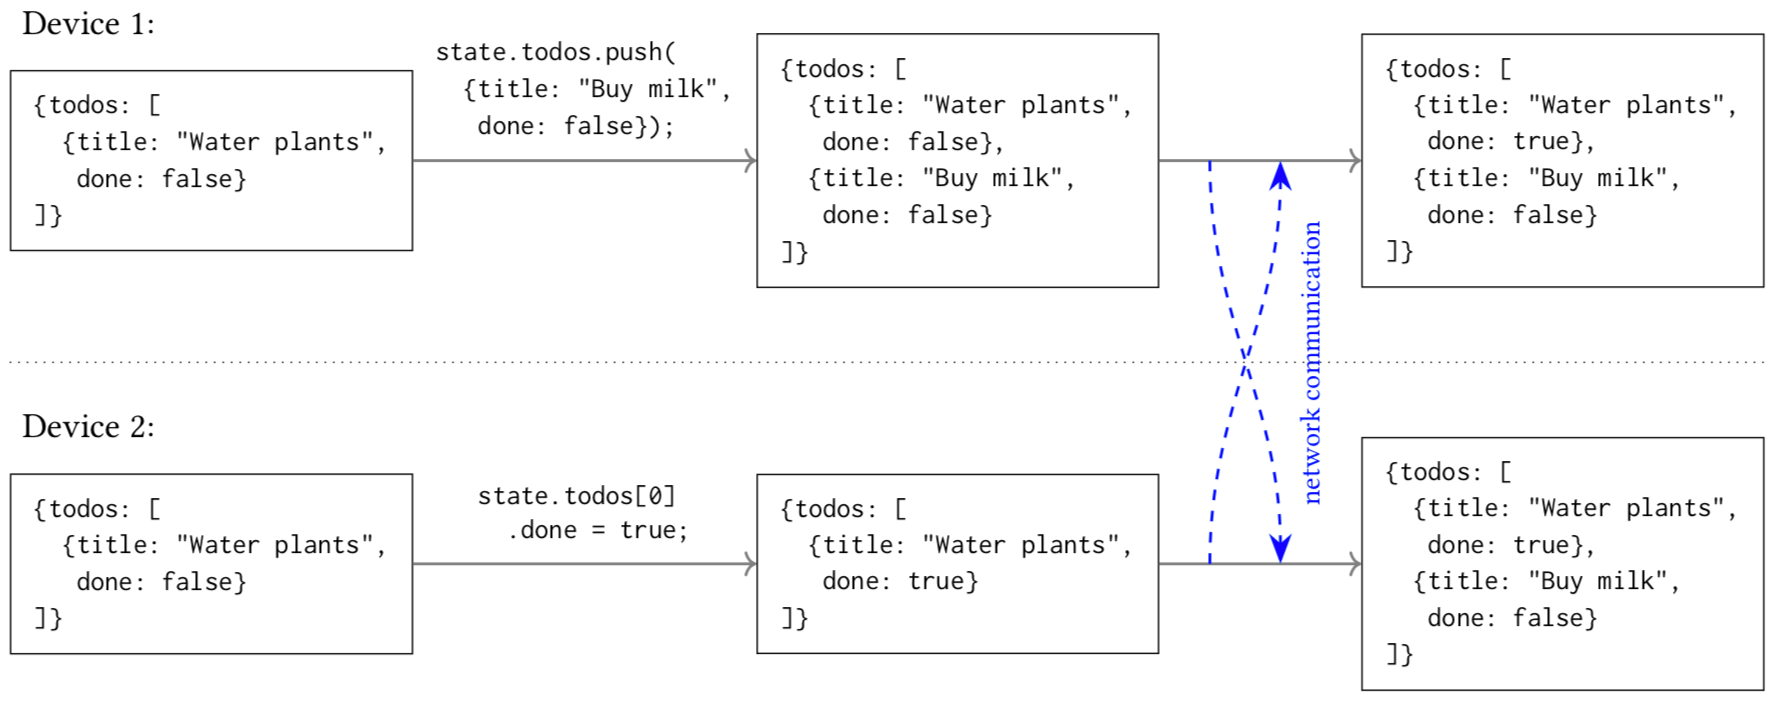 Device 1:
{todos: [
  {title: "Water plants",
   done: false}
]}
state.todos.push(
  {title: "Buy milk",
   done: false});
{todos: [
  {title: "Water plants",
   done: false},
  {title: "Buy milk",
   done: false}
]}
{todos: [
  {title: "Water plants",
   done: true},
  {title: "Buy milk",
   done: false}
]}
network communication
Device 2:
{todos: [
  {title: "Water plants",
   done: false}
]}
state.todos[0]
  .done = true;
{todos: [
  {title: "Water plants",
   done: true}
]}
{todos: [
  {title: "Water plants",
   done: true},
  {title: "Buy milk",
   done: false}
]}